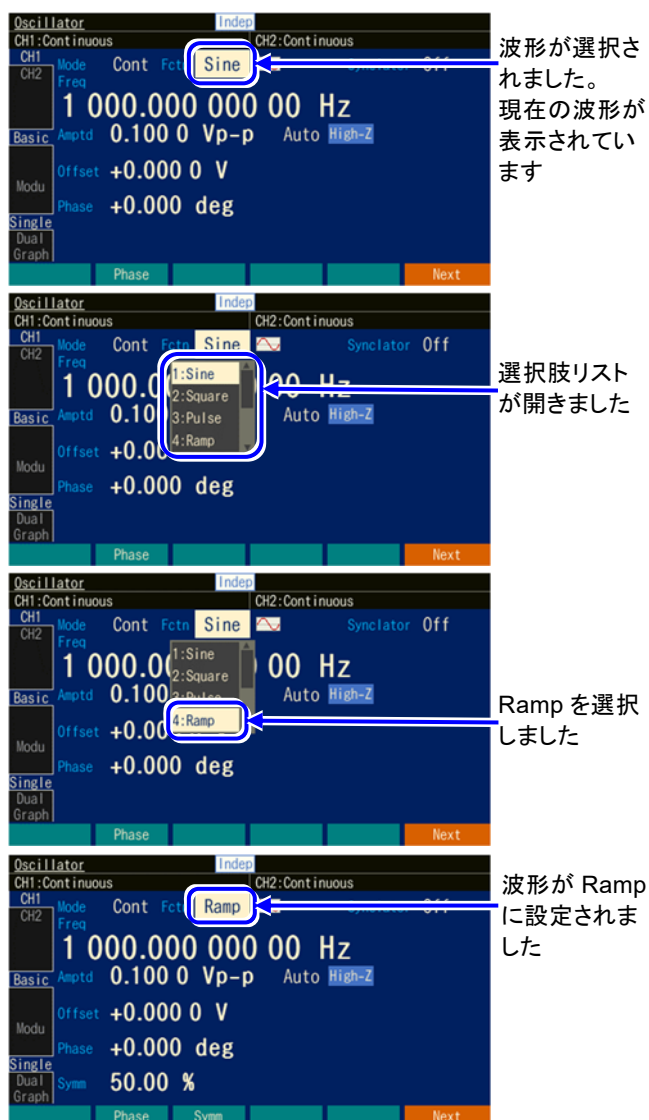 Oscillator Indep
CH1:Continuous CH2:Continuous
CH1 Mode Cont Sine Off
CH2 Freq
1 000.000 000 00 Hz
Basic Amptd 0.100 0 Vp-p Auto High-Z
Offset +0.000 0 V
Modu
Phase +0.000 deg
Single
Dual
Graph
Phase Next
波形が選択さ
れました。
現在の波形が
表示されてい
ます
Oscillator Indep
CH1:Continuous CH2:Continuous
CH1 Mode Cont Fctn Sine Synclator Off
CH2 Freq
1:Sine
2:Square
3:Pulse
4:Ramp
Basic Amptd Auto High-Z
Offset
Modu
Phase +0.000 deg
Single
Dual
Graph
Phase Next
選択肢リスト
が開きました
Oscillator Indep
CH1:Continuous CH2:Continuous
CH1 Mode Cont Fctn Sine Synclator Off
CH2 Freq
1:Sine
2:Square
4:Ramp
00 Hz
Basic Amptd Auto High-Z
Offset
Modu
Phase +0.000 deg
Single
Dual
Graph
Phase Next
Ramp を選択
しました
Oscillator Indep
CH1:Continuous CH2:Continuous
CH1 Mode Cont Ramp
CH2 Freq
1 000.000 000 00 Hz
Basic Amptd 0.100 0 Vp-p Auto High-Z
Offset +0.000 0 V
Modu
Phase +0.000 deg
Single
Dual Symm 50.00 %
Graph
Phase Symm Next
波形が Ramp
に設定されま
した